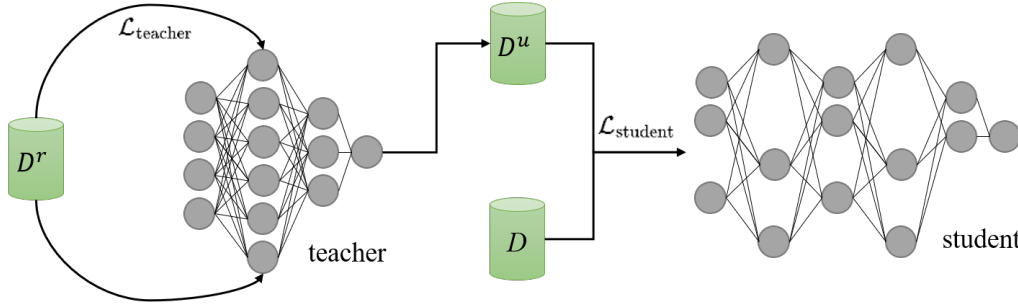 ℒ_teacher
D^r
teacher
D^u
ℒ_student
D
student